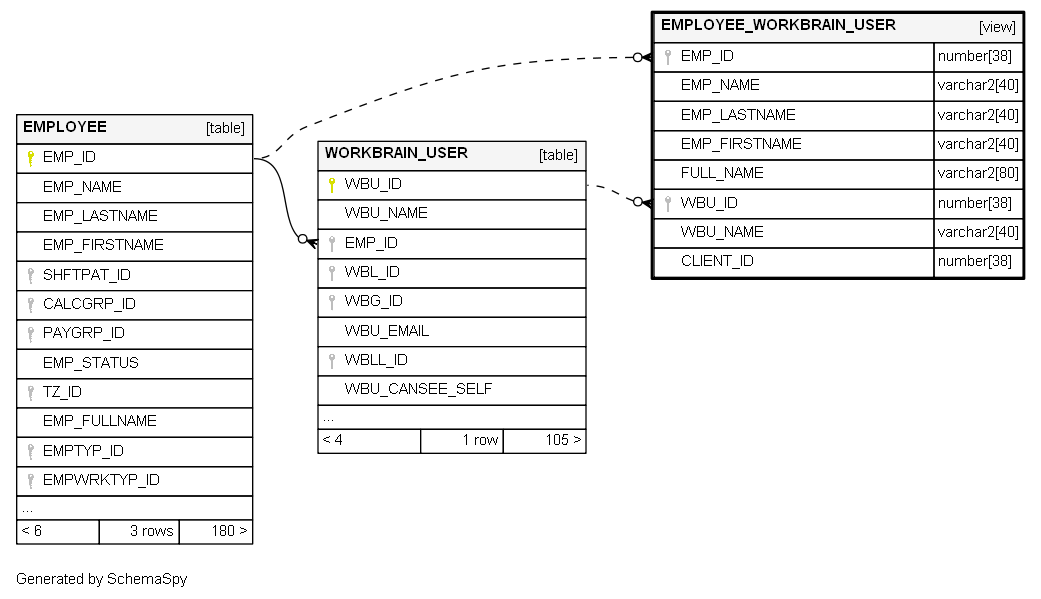 EMPLOYEE_WORKBRAIN_USER [view]
EMP_ID number[38]
EMP_NAME varchar2[40]
EMP_LASTNAME varchar2[40]
EMP_FIRSTNAME varchar2[40]
FULL_NAME varchar2[80]
WBU_ID number[38]
WBU_NAME varchar2[40]
CLIENT_ID number[38]
EMPLOYEE [table]
EMP_ID
EMP_NAME
EMP_LASTNAME
EMP_FIRSTNAME
SHFTPAT_ID
CALCGRP_ID
PAYGRP_ID
EMP_STATUS
TZ_ID
EMP_FULLNAME
EMPTYP_ID
EMPWRKTYP_ID
...
< 6 3 rows 180 >
WORKBRAIN_USER [table]
WBU_ID
WBU_NAME
EMP_ID
WBL_ID
WBG_ID
WBU_EMAIL
WBLL_ID
WBU_CANSEE_SELF
...
< 4 1 row 105 >
Generated by SchemaSpy